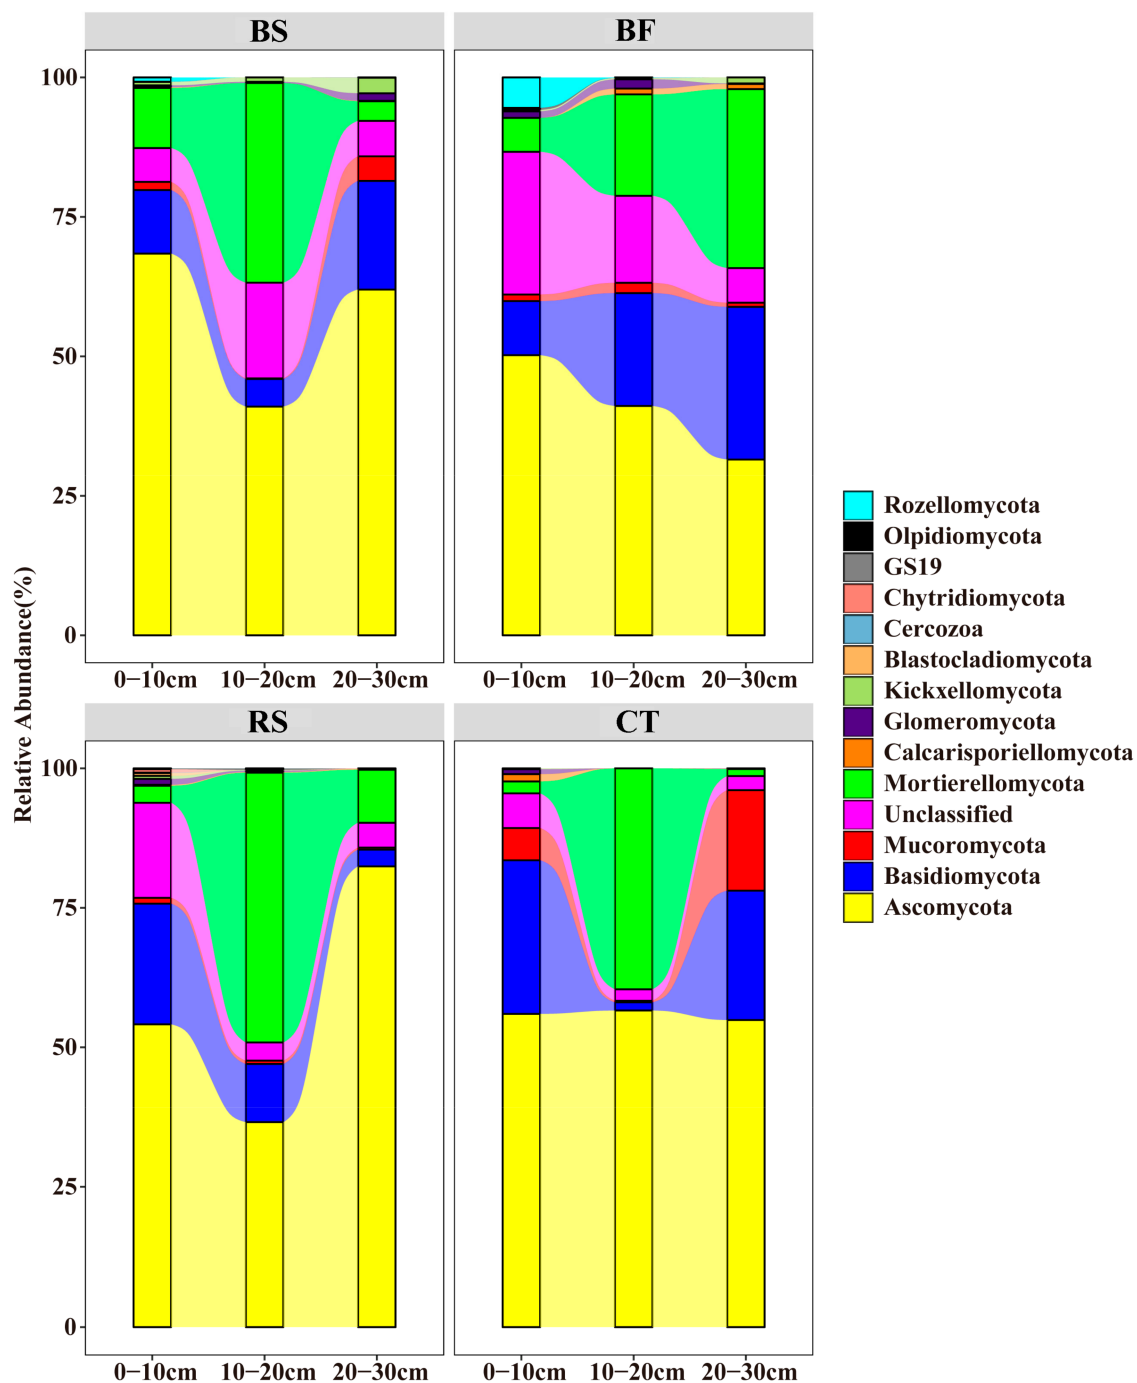 BS
BF
100
75
50
25
0
0−10cm 10−20cm 20−30cm
0−10cm 10−20cm 20−30cm
Relative Abundance(%)
RS
CT
100
75
50
25
0
0−10cm 10−20cm 20−30cm
0−10cm 10−20cm 20−30cm
Rozellomycota
Olpidiomycota
GS19
Chytridiomycota
Cercozoa
Blastocladiomycota
Kickxellomycota
Glomeromycota
Calcarisporiellomycota
Mortierellomycota
Unclassified
Mucoromycota
Basidiomycota
Ascomycota